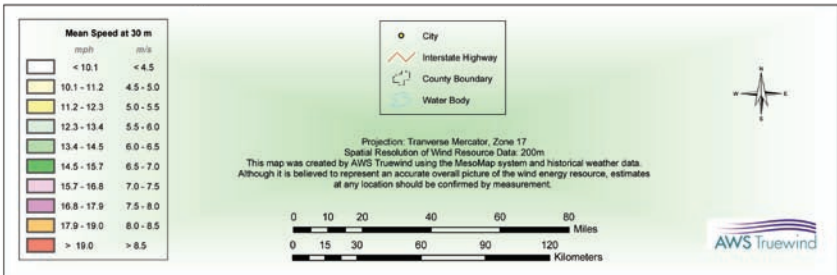 Mean Speed at 30 m
mph m/s
< 10.1 < 4.5
10.1 - 11.2 4.5 - 5.0
11.2 - 12.3 5.0 - 5.5
12.3 - 13.4 5.5 - 6.0
13.4 - 14.5 6.0 - 6.5
14.5 - 15.7 6.5 - 7.0
15.7 - 16.8 7.0 - 7.5
16.8 - 17.9 7.5 - 8.0
17.9 - 19.0 8.0 - 8.5
> 19.0 > 8.5
City
Interstate Highway
County Boundary
Water Body
N
W E
S
Projection: Tranverse Mercator, Zone 17
Spatial Resolution of Wind Resource Data: 200m
This map was created by AWS Truewind using the MesoMap system and historical weather data.
Although it is believed to represent an accurate overall picture of the wind energy resource, estimates
at any location should be confirmed by measurement.
0 10 20 40 60 80
Miles
0 15 30 60 90 120
Kilometers
AWS Truewind